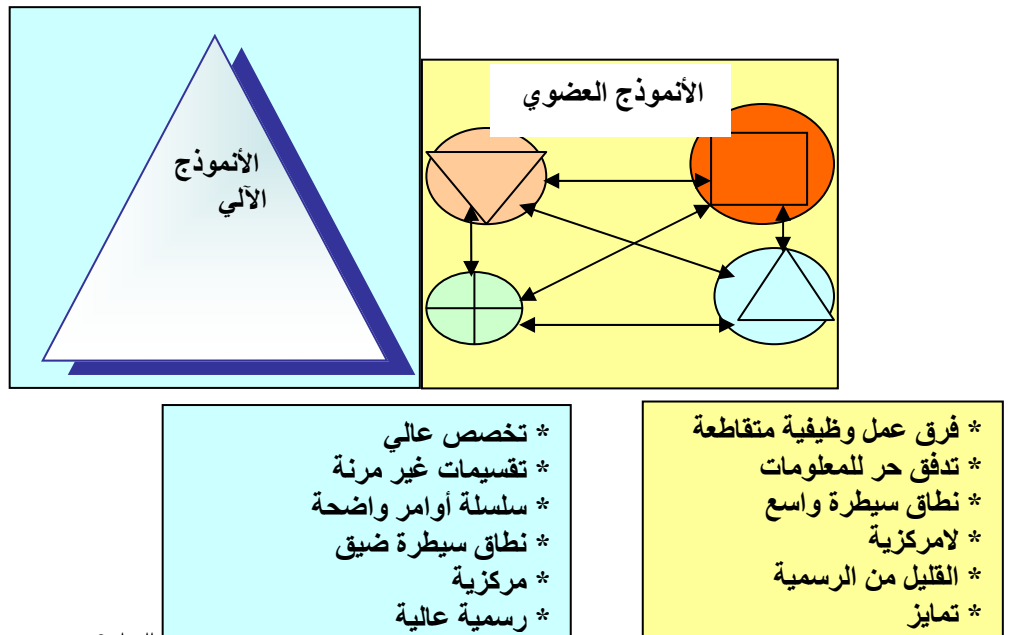 الأنموذج العضوي
الأنموذج
الآلي
* فرق عمل وظيفية متقاطعة
* تدفق حر للمعلومات
* نطاق سيطرة واسع
* لامركزية
* القليل من الرسمية
* تمايز
* تخصص عالي
* تقسيمات غير مرنة
* سلسلة أوامر واضحة
* نطاق سيطرة ضيق
* مركزية
* رسمية عالية